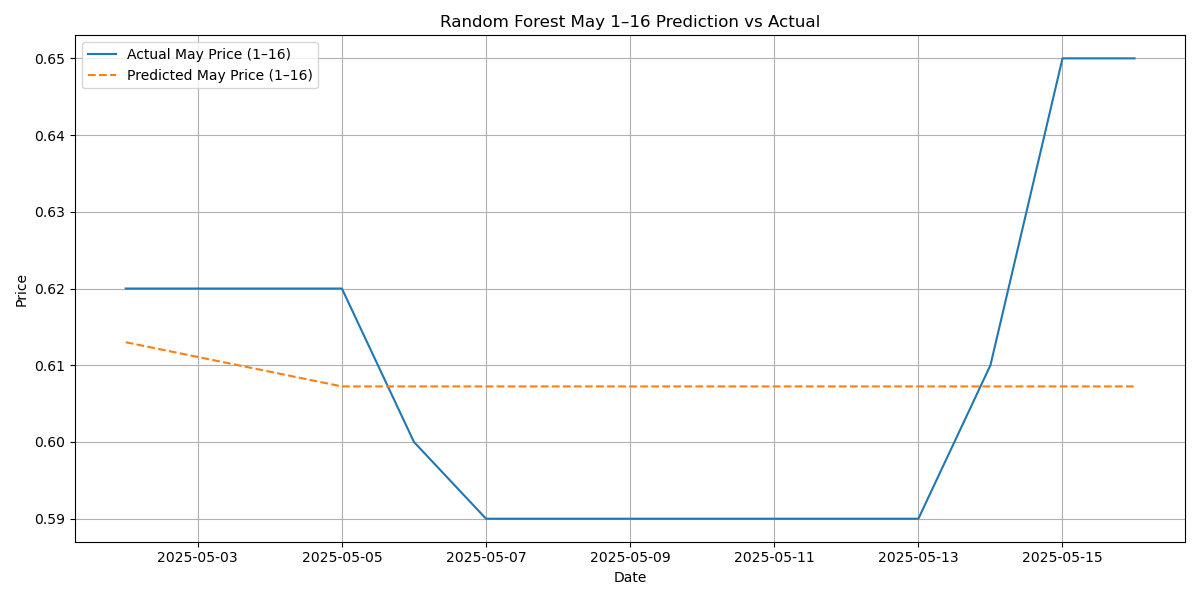 Random Forest May 1–16 Prediction vs Actual
Actual May Price (1–16)
Predicted May Price (1–16)
Price
0.65
0.64
0.63
0.62
0.61
0.60
0.59
2025-05-03
2025-05-05
2025-05-07
2025-05-09
2025-05-11
2025-05-13
2025-05-15
Date